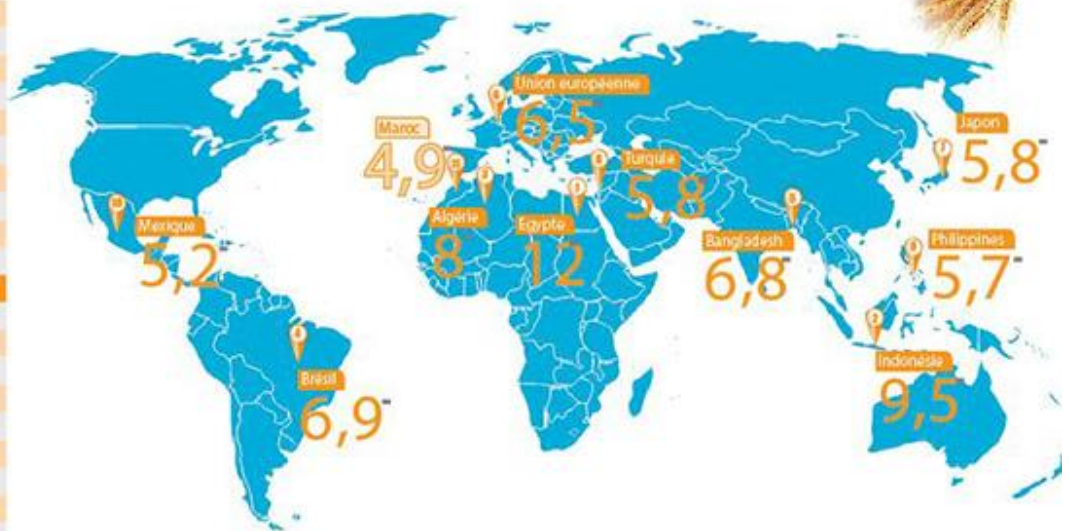 Union européenne
6,5
Maroc
4,9
Japon
5,8
Turquie
5,8
Algérie
8
Egypte
12
Mexique
5,2
Bangladesh
6,8
Philippines
5,7
Indonésie
9,5
Brésil
6,9